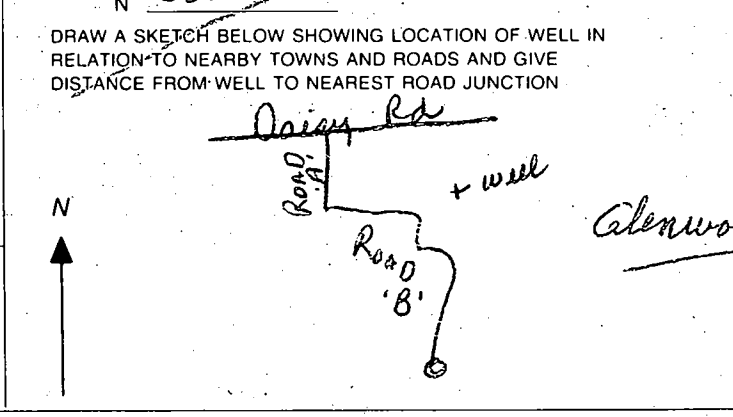 N
DRAW A SKETCH BELOW SHOWING LOCATION OF WELL IN
RELATION TO NEARBY TOWNS AND ROADS AND GIVE
DISTANCE FROM WELL TO NEAREST ROAD JUNCTION
Daisy Rd
ROAD 'A'
+ well
N
ROAD
'B'